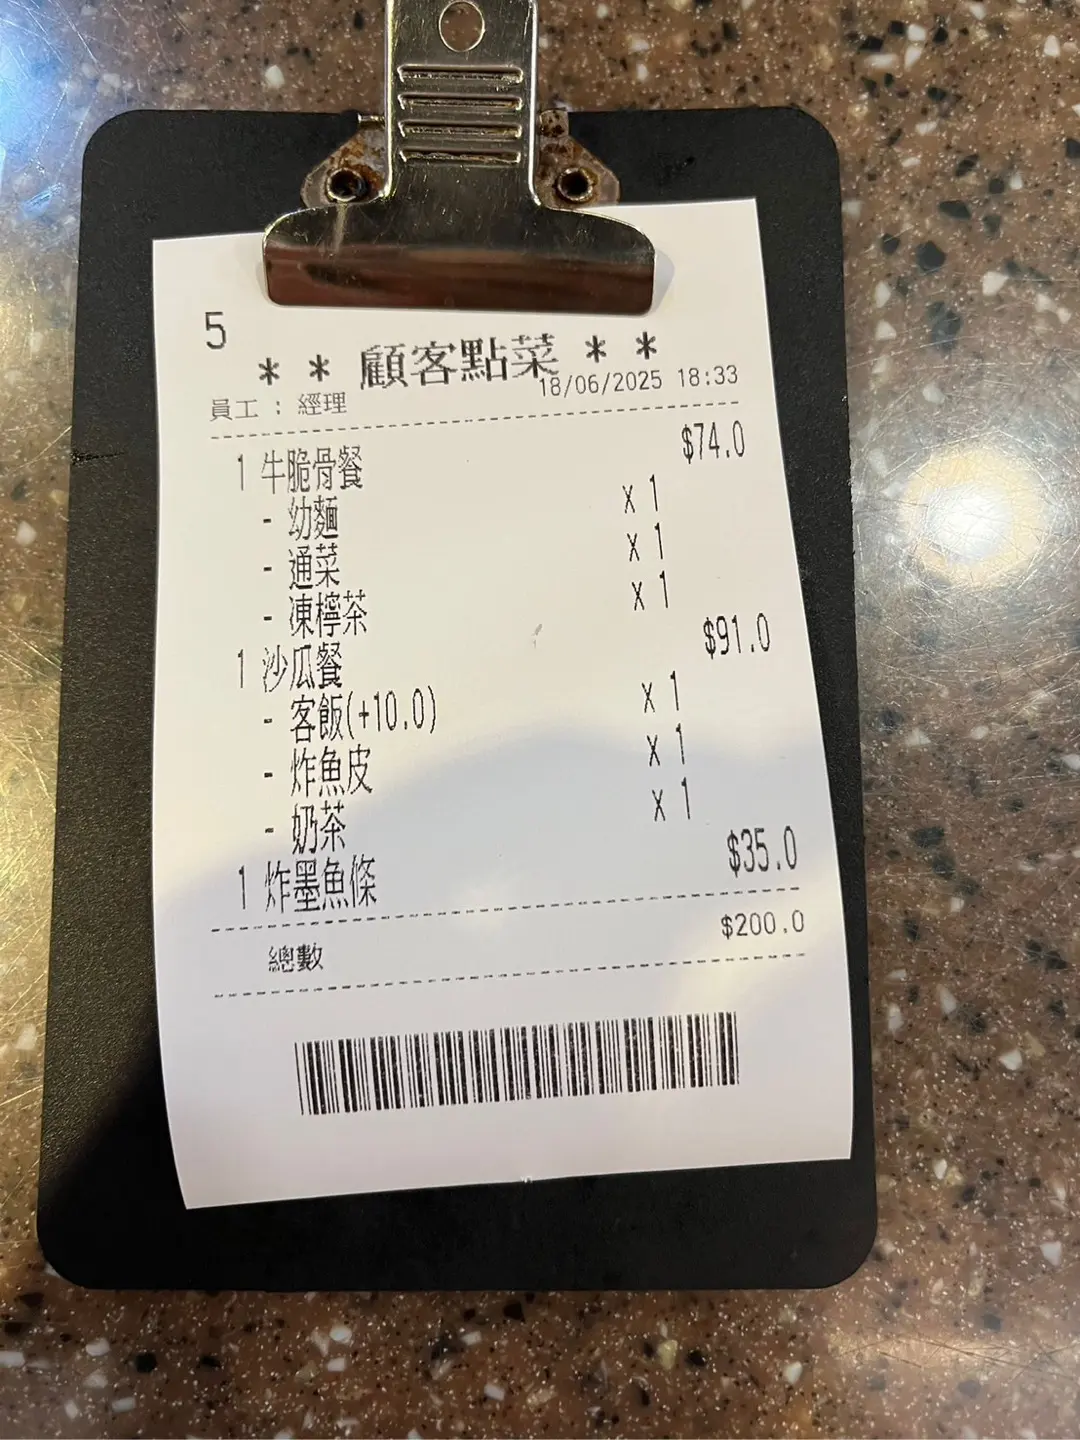 5
** 顧客點菜 **
員工 : 經理 18/06/2025 18:33
1 牛脆骨餐 $74.0
- 幼麵 x 1
- 通菜 x 1
- 凍檸茶 x 1
1 沙瓜餐 $91.0
- 客飯(+10.0) x 1
- 炸魚皮 x 1
- 奶茶 x 1
1 炸墨魚條 $35.0
總數 $200.0